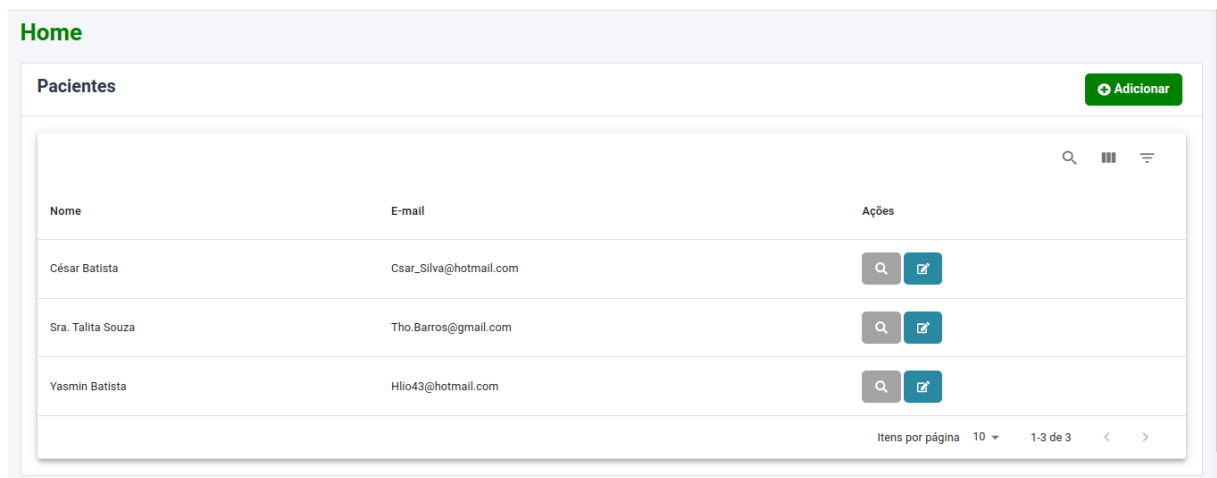 Home
Pacientes
Adicionar
Nome E-mail Ações
César Batista Csar_Silva@hotmail.com
Sra. Talita Souza Tho.Barros@gmail.com
Yasmin Batista Hlio43@hotmail.com
Itens por página 10 1-3 de 3